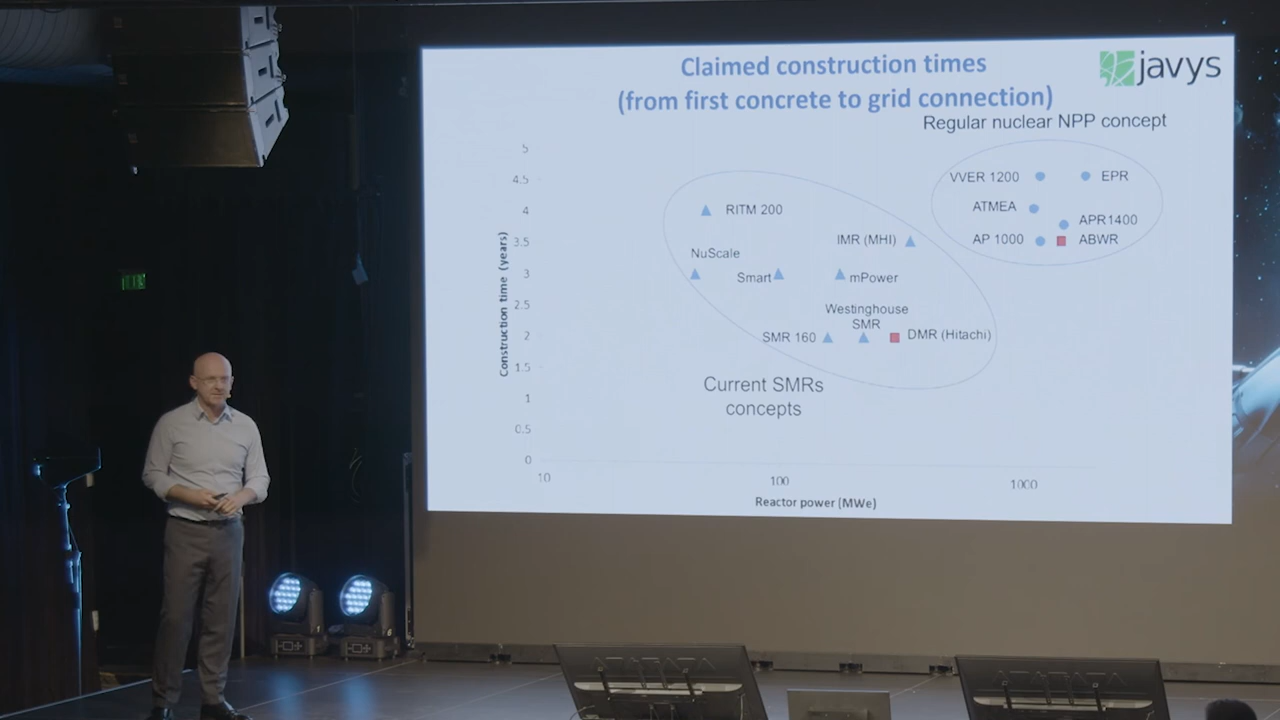 Claimed construction times
(from first concrete to grid connection)
javys
Regular nuclear NPP concept
5
4.5
4
3.5
3
2.5
2
1.5
1
0.5
0
Construction time (years)
VVER 1200
EPR
ATMEA
APR1400
AP 1000
ABWR
RITM 200
IMR (MHI)
NuScale
Smart
mPower
Westinghouse
SMR
SMR 160
DMR (Hitachi)
Current SMRs
concepts
10
100
1000
Reactor power (MWe)